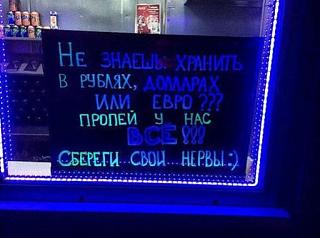 Не знаешь: хранить
в рублях, долларах
или евро ???
пропей у нас
всё !!!
Сбереги...свои...нервы:)